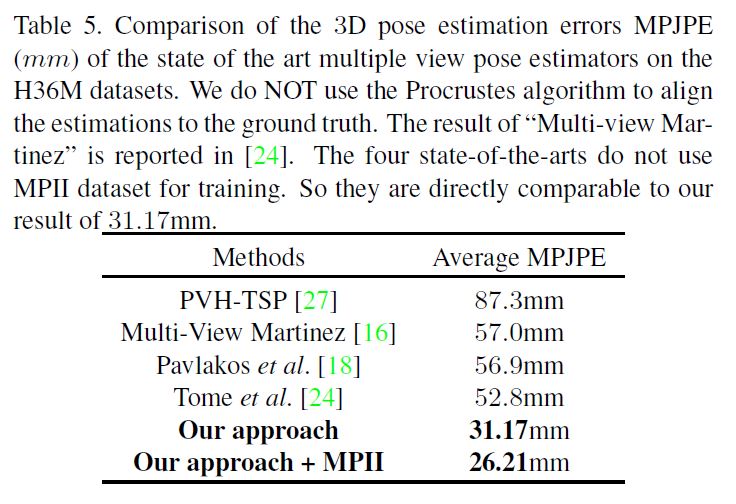 Table 5. Comparison of the 3D pose estimation errors MPJPE
(mm) of the state of the art multiple view pose estimators on the
H36M datasets. We do NOT use the Procrustes algorithm to align
the estimations to the ground truth. The result of “Multi-view Mar-
tinez” is reported in [24]. The four state-of-the-arts do not use
MPII dataset for training. So they are directly comparable to our
result of 31.17mm.
Methods Average MPJPE
PVH-TSP [27] 87.3mm
Multi-View Martinez [16] 57.0mm
Pavlakos et al. [18] 56.9mm
Tome et al. [24] 52.8mm
Our approach 31.17mm
Our approach + MPII 26.21mm